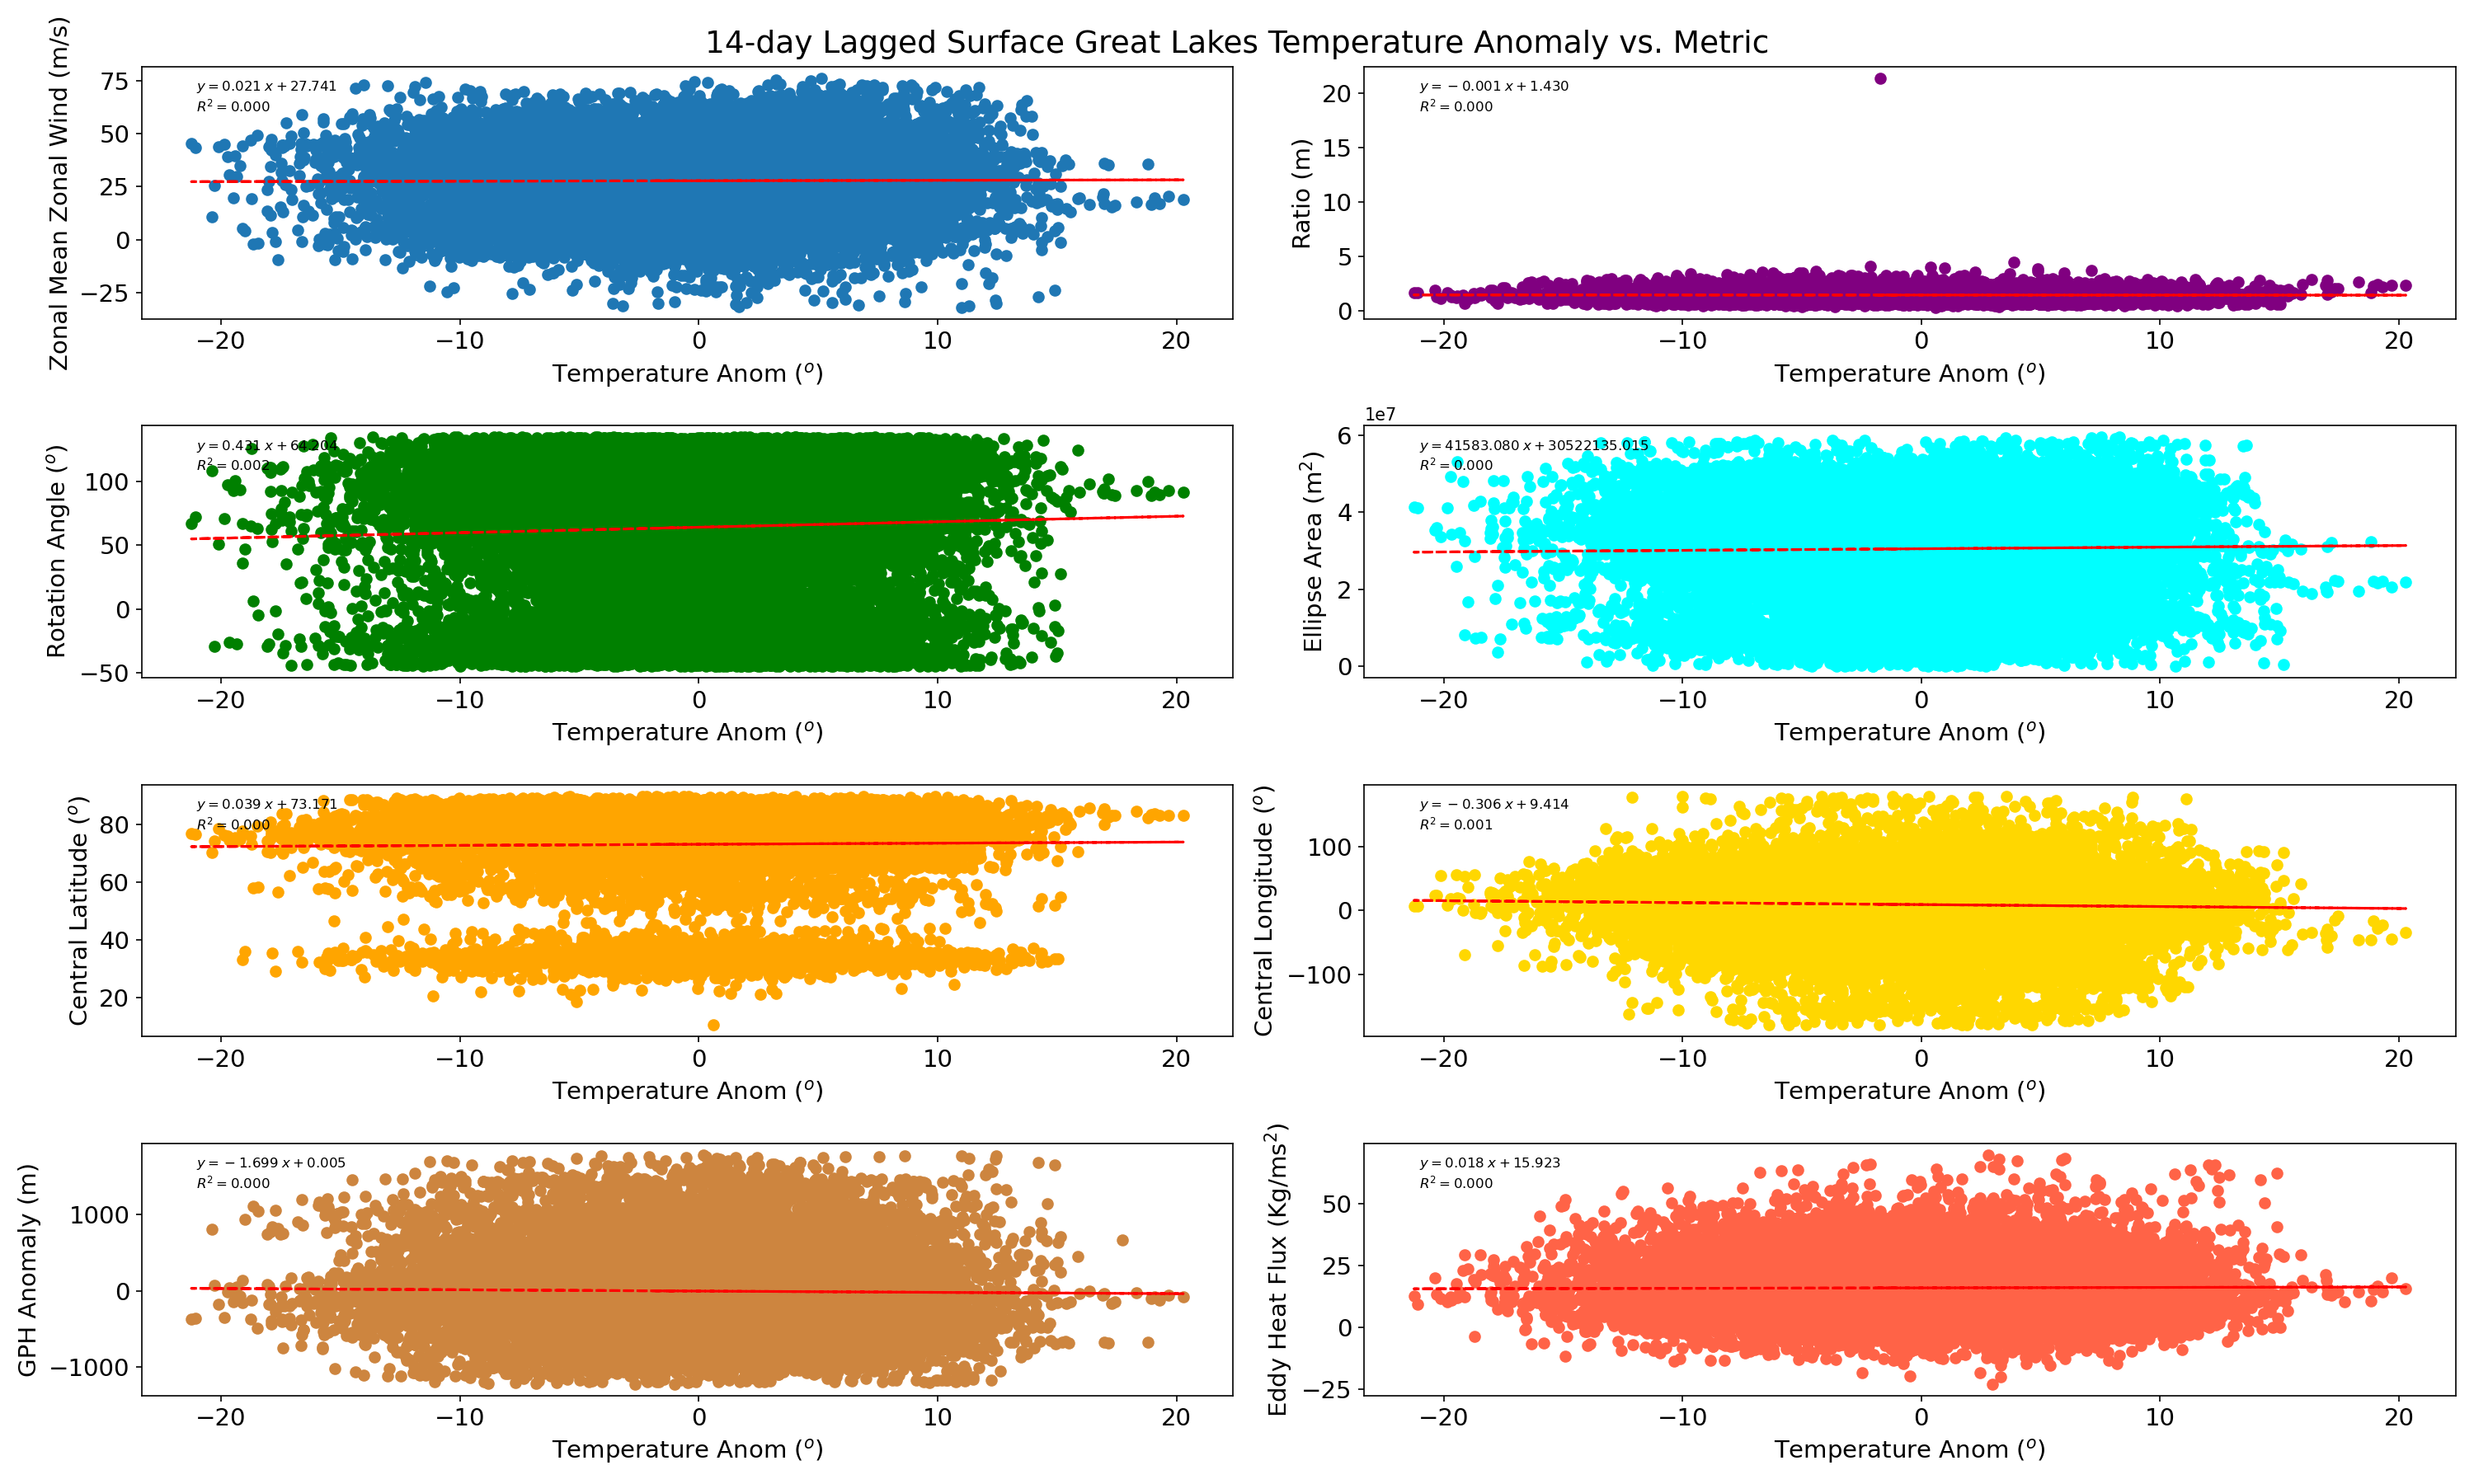 14-day Lagged Surface Great Lakes Temperature Anomaly vs. Metric
Zonal Mean Zonal Wind (m/s)
75
50
25
0
−25
y = 0.021 x + 27.741
R² = 0.000
−20 −10 0 10 20
Temperature Anom (°)
Ratio (m)
20
15
10
5
0
y = −0.001 x + 1.430
R² = 0.000
−20 −10 0 10 20
Temperature Anom (°)
Rotation Angle (°)
100
50
0
−50
y = 0.431 x + 64.204
R² = 0.002
−20 −10 0 10 20
Temperature Anom (°)
Ellipse Area (m²)
1e7
6
4
2
0
y = 41583.080 x + 30522135.015
R² = 0.000
−20 −10 0 10 20
Temperature Anom (°)
Central Latitude (°)
80
60
40
20
y = 0.039 x + 73.171
R² = 0.000
−20 −10 0 10 20
Temperature Anom (°)
Central Longitude (°)
100
0
−100
y = −0.306 x + 9.414
R² = 0.001
−20 −10 0 10 20
Temperature Anom (°)
GPH Anomaly (m)
1000
0
−1000
y = −1.699 x + 0.005
R² = 0.000
−20 −10 0 10 20
Temperature Anom (°)
Eddy Heat Flux (Kg/ms²)
50
25
0
−25
y = 0.018 x + 15.923
R² = 0.000
−20 −10 0 10 20
Temperature Anom (°)